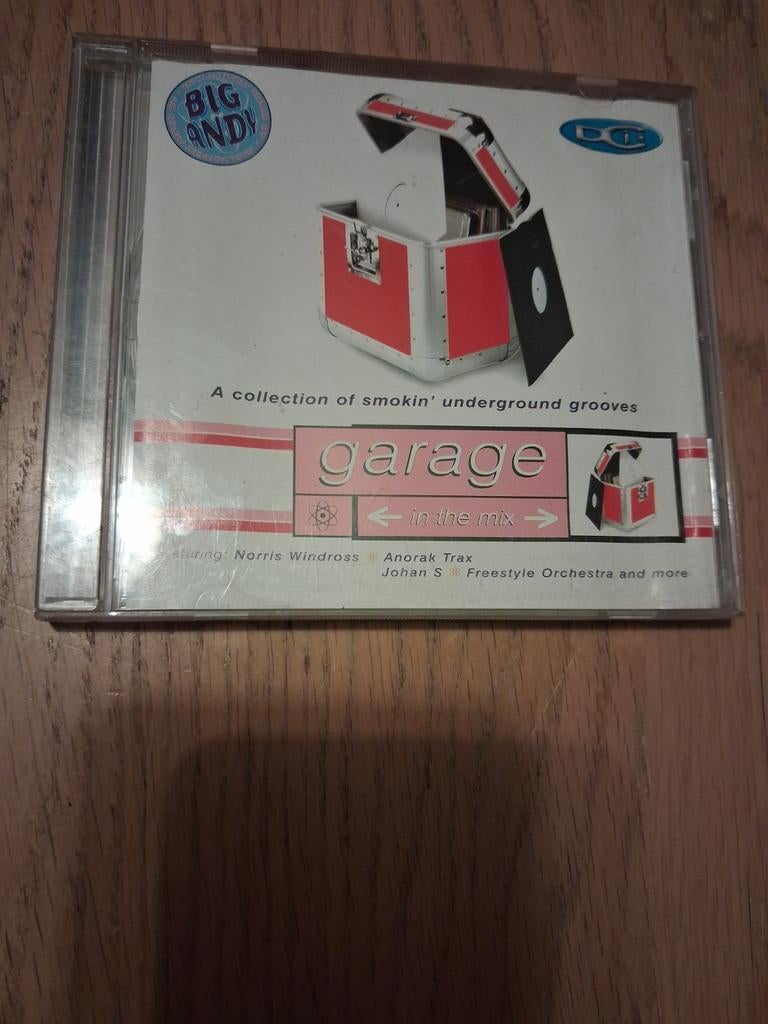 BIG
ANDY
DC:
A collection of smokin' underground grooves
garage
in the mix
Norris Windross Anorak Trax
Johan S Freestyle Orchestra and more